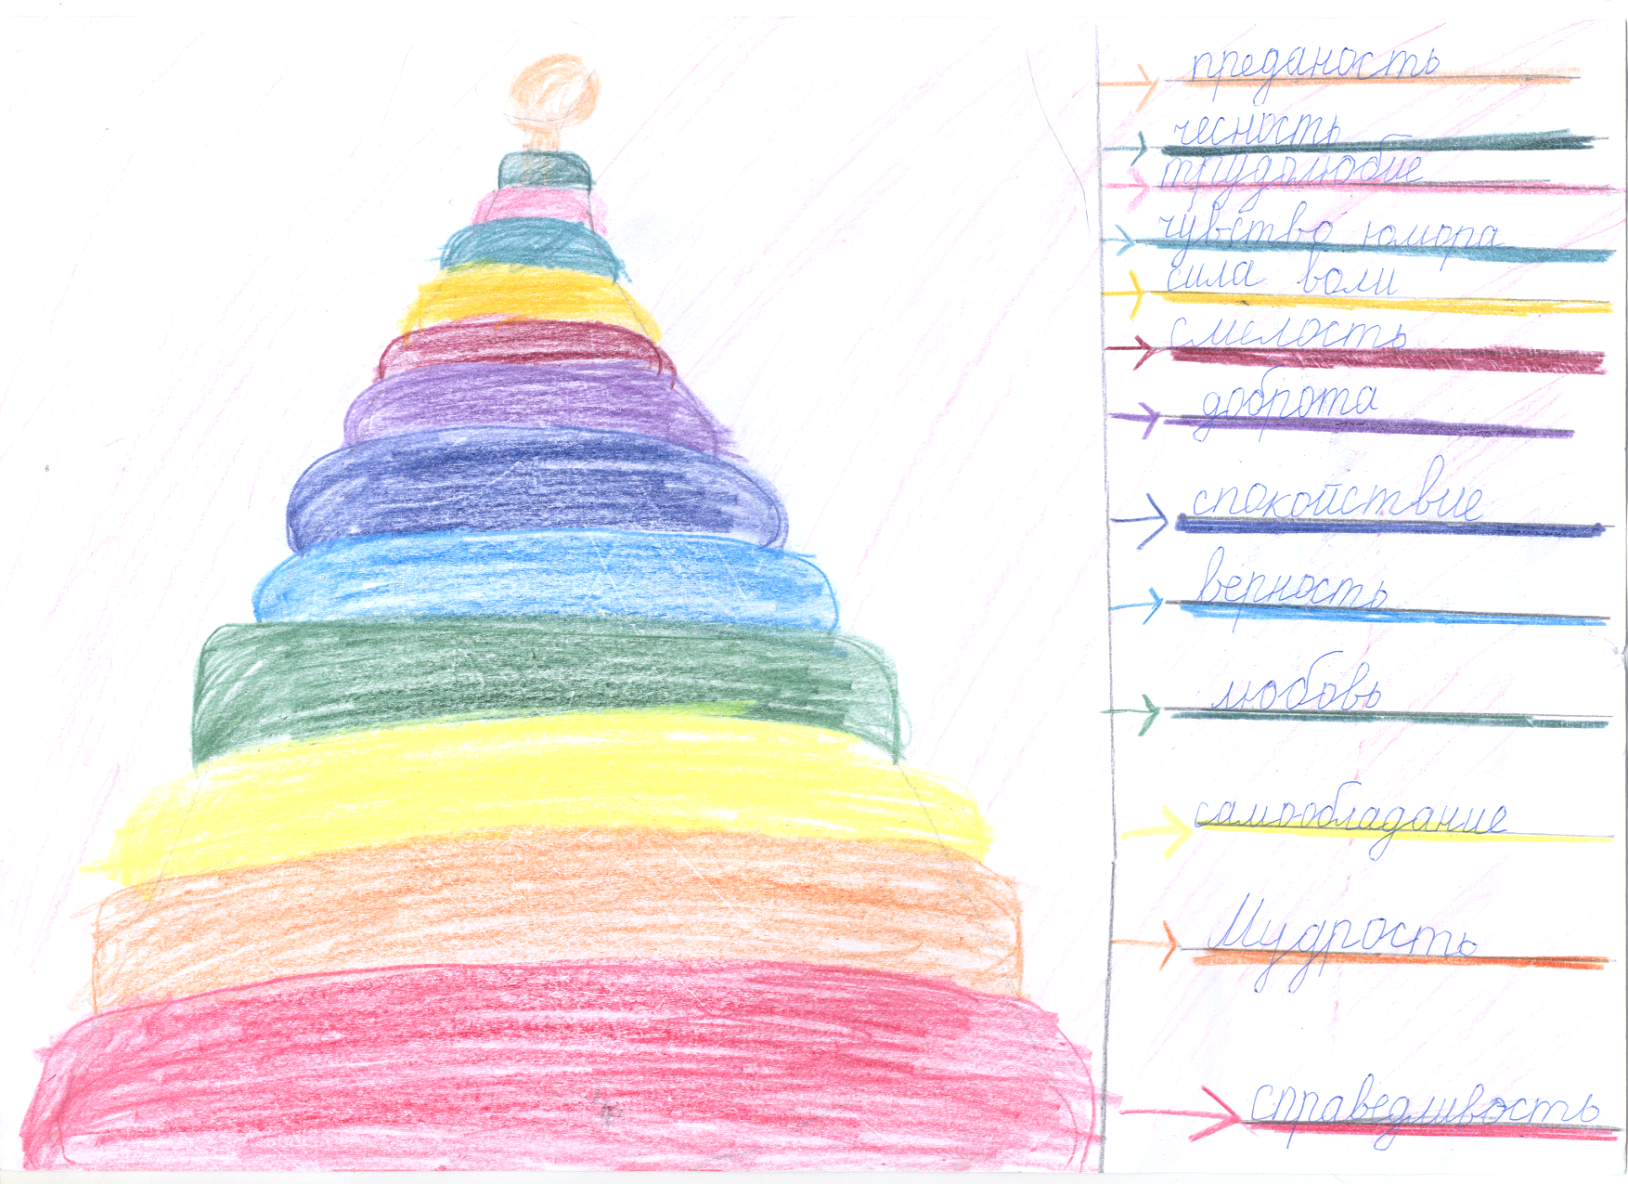 преданость
чесность
трудолюбие
чувство юмора
сила воли
смелость
доброта
спокойствие
верность
любовь
самообладание
Мудрость
справедливость